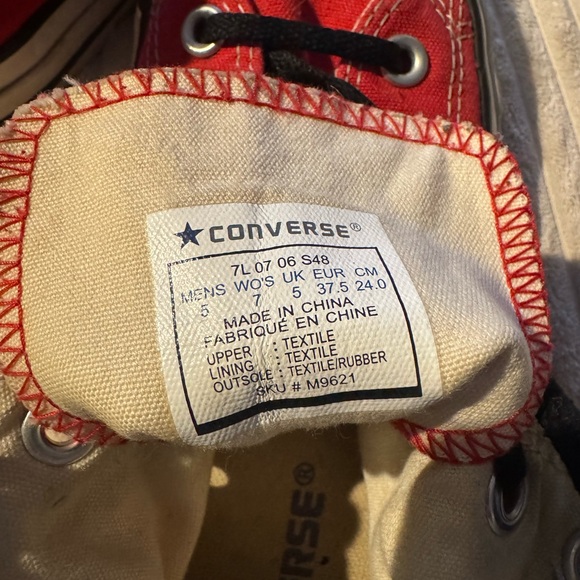 CONVERSE®
7L 07 06 S48
MENS WO'S UK EUR CM
5 7 5 37.5 24.0
MADE IN CHINA
FABRIQUÉ EN CHINE
UPPER : TEXTILE
LINING : TEXTILE
OUTSOLE : TEXTILE/RUBBER
SKU # M9621
ERSE®